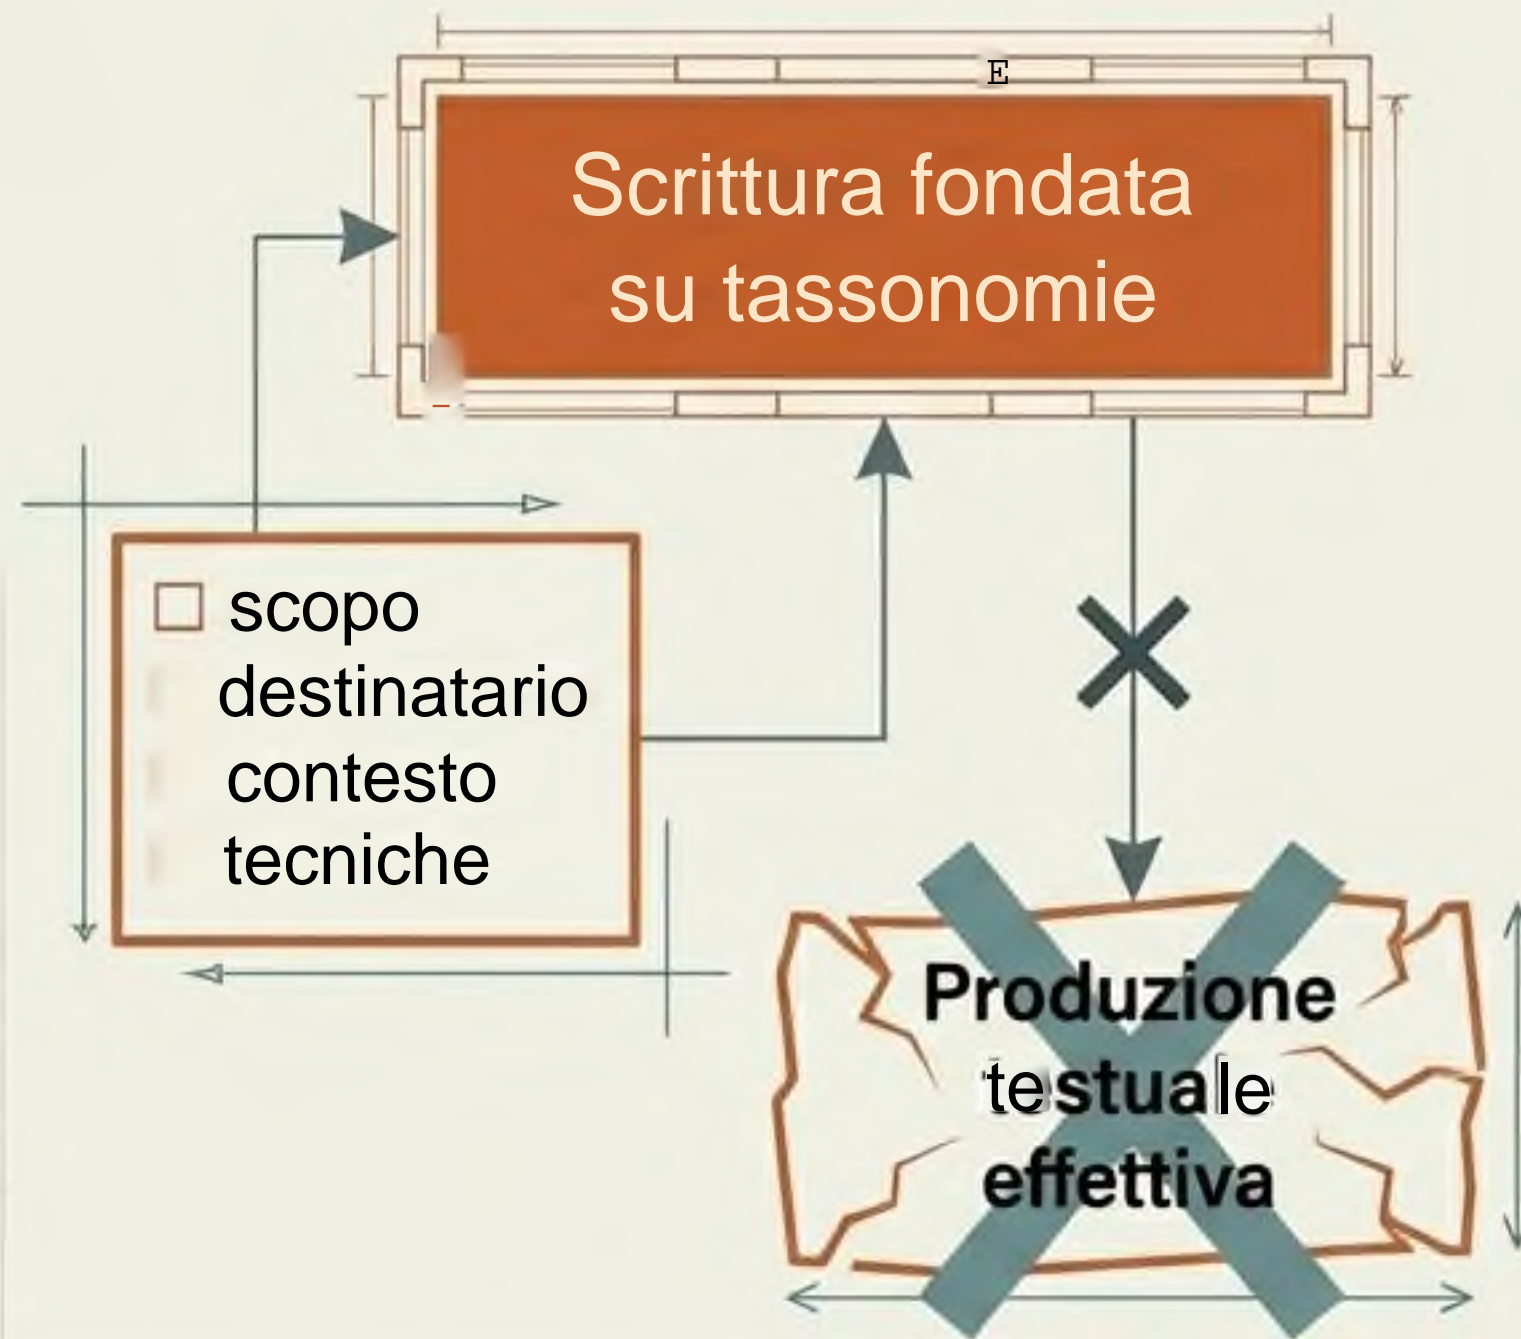 E
Scrittura fondata
su tassonomie
scopo
destinatario
contesto
tecniche
Produzione
testuale
effettiva